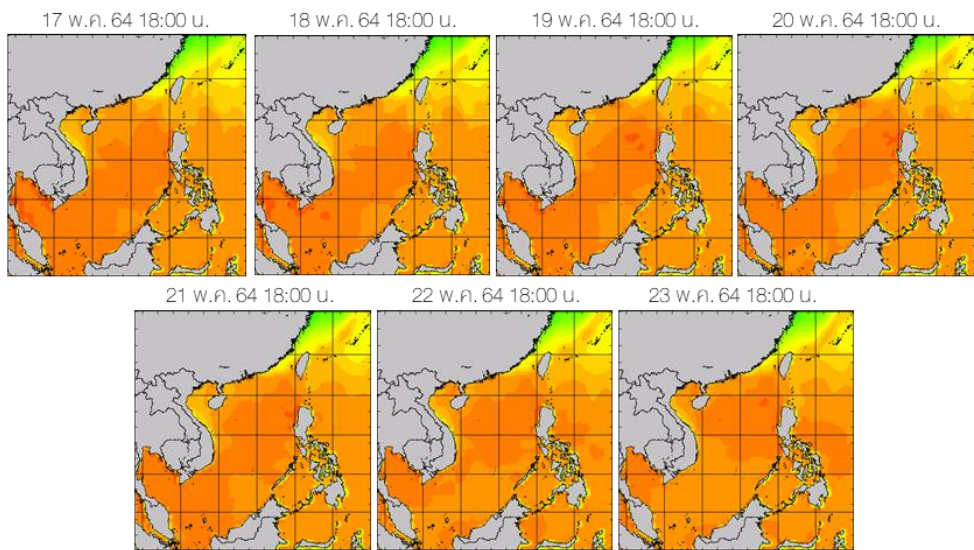 17 พ.ค. 64 18:00 น.
18 พ.ค. 64 18:00 น.
19 พ.ค. 64 18:00 น.
20 พ.ค. 64 18:00 น.
21 พ.ค. 64 18:00 น.
22 พ.ค. 64 18:00 น.
23 พ.ค. 64 18:00 น.